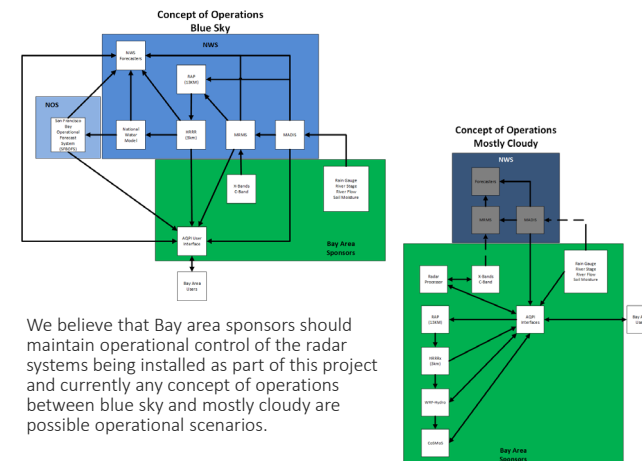 Concept of Operations
Blue Sky
NWS
NWS
Forecasters
RAP
(13KM)
NOS
San Francisco
Bay
Operational
Forecast
System
(SFBOFS)
National
Water
Model
HRRR
(3km)
MRMS
MADIS
X-Bands
C-Band
Rain Gauge
River Stage
River Flow
Soil Moisture
AQPI User
Interface
Bay Area
Sponsors
Bay Area
Users
Concept of Operations
Mostly Cloudy
NWS
Forecasters
MRMS
MADIS
Radar
Processor
X-Bands
C-Band
Rain Gauge
River Stage
River Flow
Soil Moisture
RAP
(13KM)
AQPI
Interfaces
Bay
(3km)
WRF-Hydro
Bay Area
Sponsors
We believe that Bay area sponsors should
maintain operational control of the radar
systems being installed as part of this project
and currently any concept of operations
between blue sky and mostly cloudy are
possible operational scenarios.